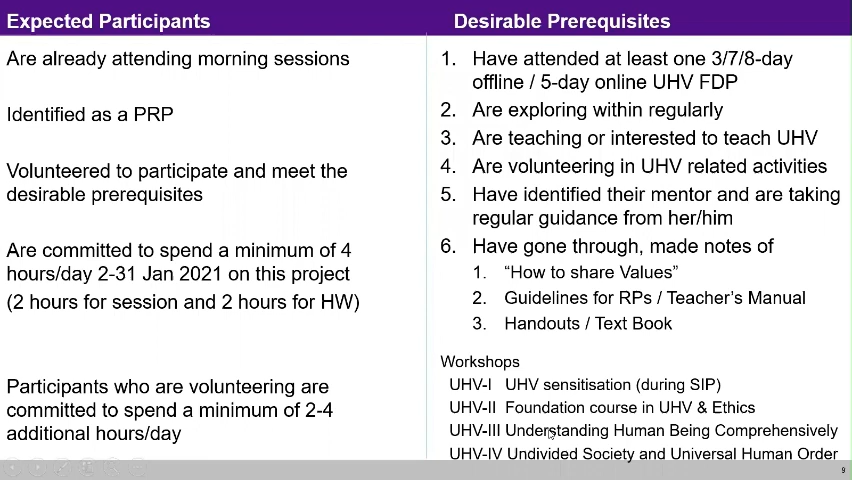 Expected Participants
Are already attending morning sessions
Identified as a PRP
Volunteered to participate and meet the
desirable prerequisites
Are committed to spend a minimum of 4
hours/day 2-31 Jan 2021 on this project
(2 hours for session and 2 hours for HW)
Participants who are volunteering are
committed to spend a minimum of 2-4
additional hours/day
Desirable Prerequisites
1. Have attended at least one 3/7/8-day
offline / 5-day online UHV FDP
2. Are exploring within regularly
3. Are teaching or interested to teach UHV
4. Are volunteering in UHV related activities
5. Have identified their mentor and are taking
regular guidance from her/him
6. Have gone through, made notes of
1. “How to share Values”
2. Guidelines for RPs / Teacher’s Manual
3. Handouts / Text Book
Workshops
UHV-I UHV sensitisation (during SIP)
UHV-II Foundation course in UHV & Ethics
UHV-III Understanding Human Being Comprehensively
UHV-IV Undivided Society and Universal Human Order
9